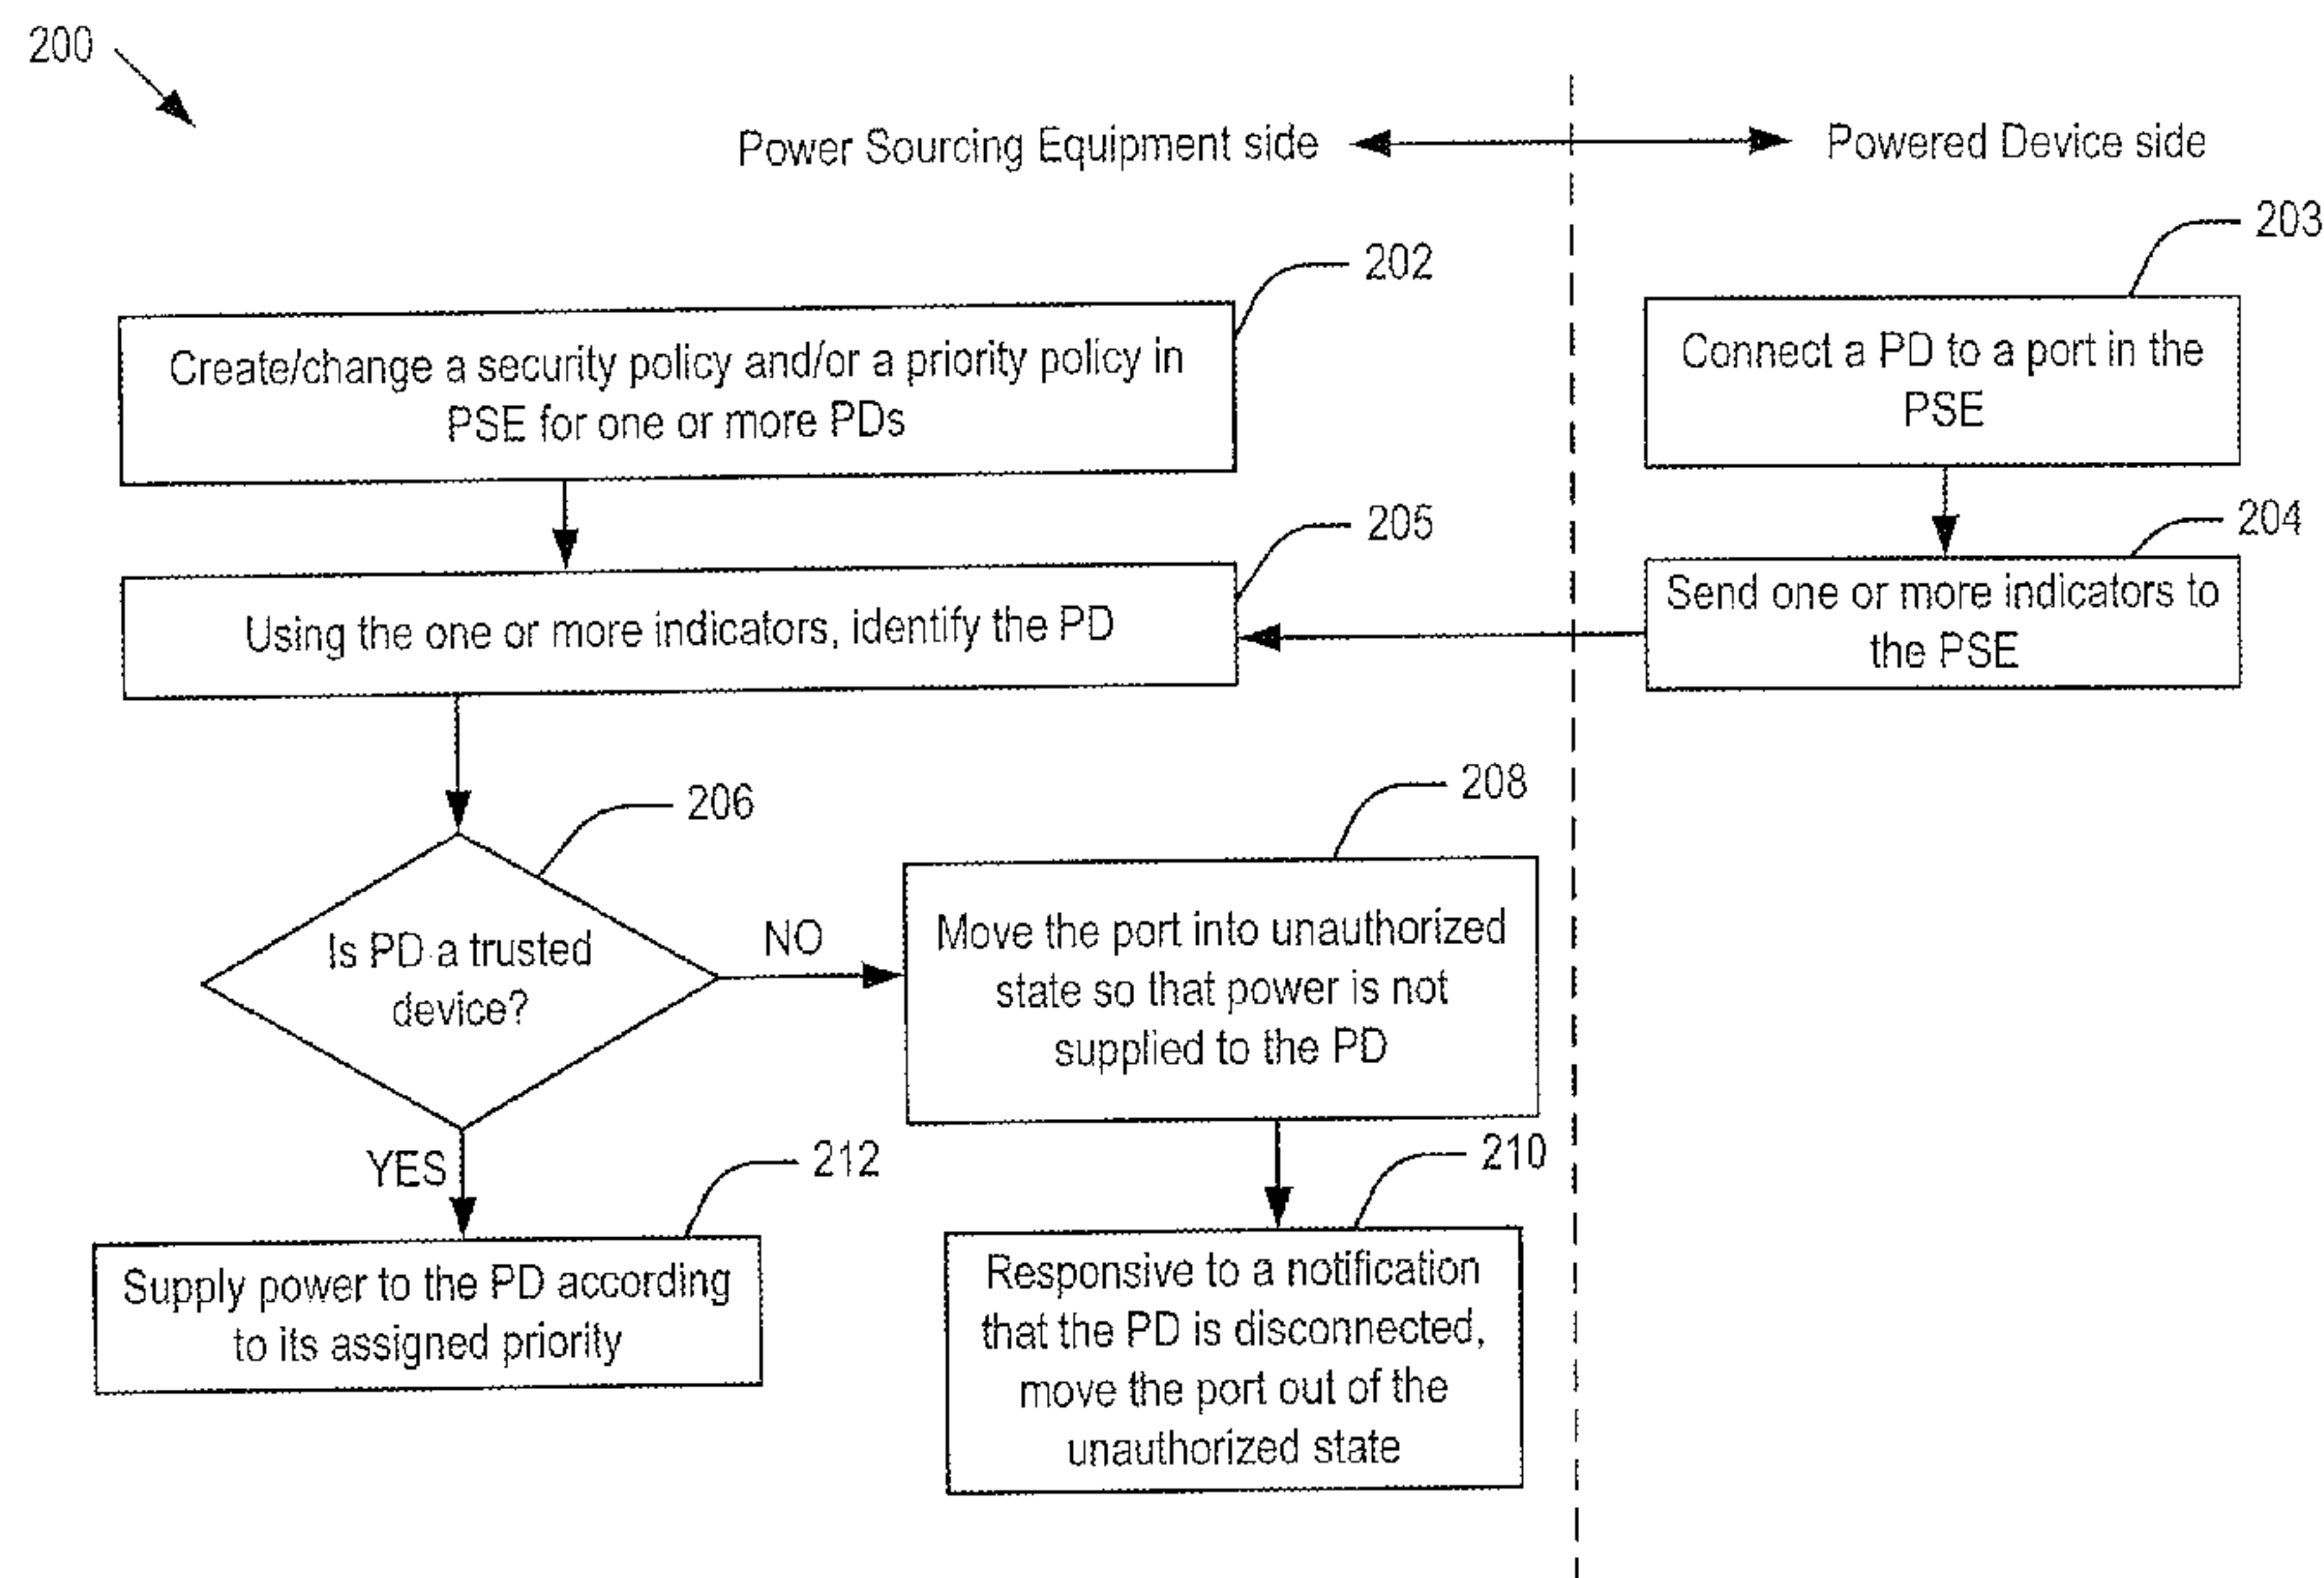 200
Power Sourcing Equipment side
Powered Device side
202
203
Create/change a security policy and/or a priority policy in
PSE for one or more PDs
Connect a PD to a port in the
PSE
205
204
Using the one or more indicators, identify the PD
Send one or more indicators to
the PSE
206
208
Is PD a trusted
device?
NO
Move the port into unauthorized
state so that power is not
supplied to the PD
YES
212
210
Supply power to the PD according
to its assigned priority
Responsive to a notification
that the PD is disconnected,
move the port out of the
unauthorized state